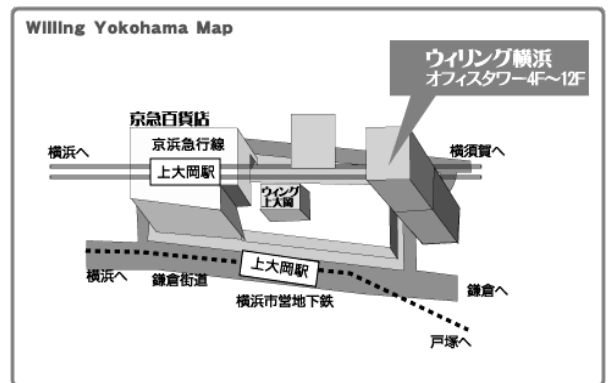 Willing Yokohama Map
ウィリング横浜
オフィスタワー4F〜12F
京急百貨店
京浜急行線
横浜へ
横須賀へ
上大岡駅
ウィング
上大岡
上大岡駅
横浜へ
鎌倉街道
横浜市営地下鉄
鎌倉へ
戸塚へ